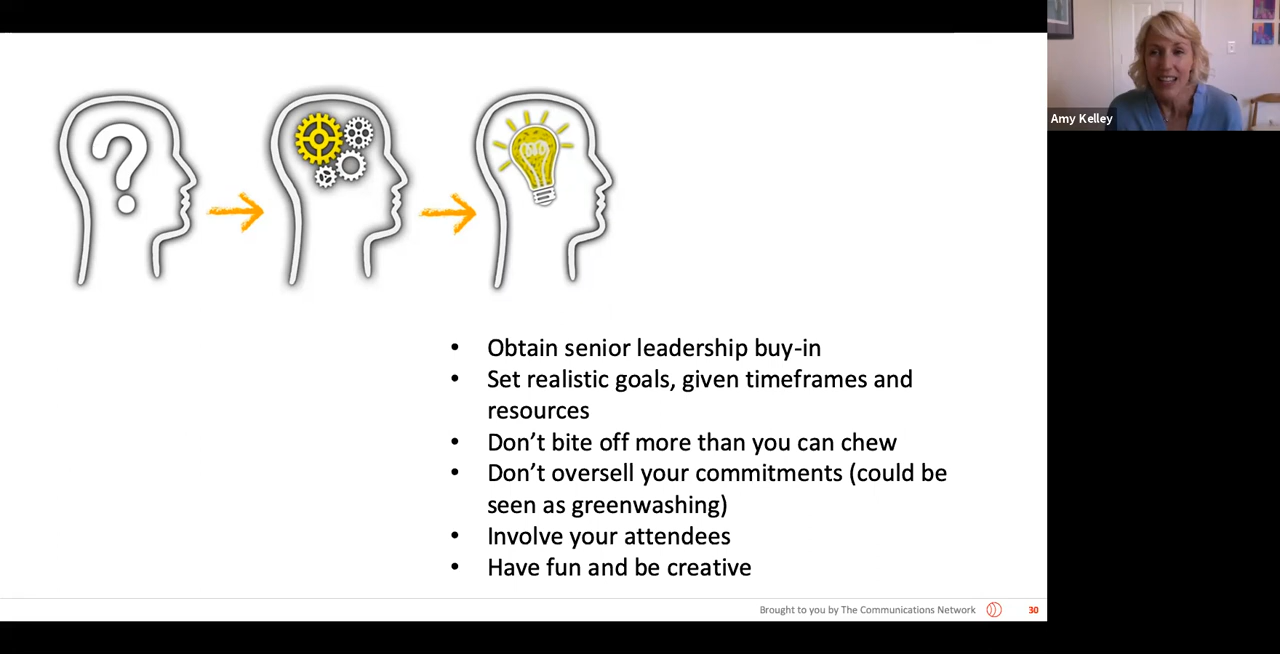 Amy Kelley
?
• Obtain senior leadership buy-in
• Set realistic goals, given timeframes and
resources
• Don’t bite off more than you can chew
• Don’t oversell your commitments (could be
seen as greenwashing)
• Involve your attendees
• Have fun and be creative
Brought to you by The Communications Network
30